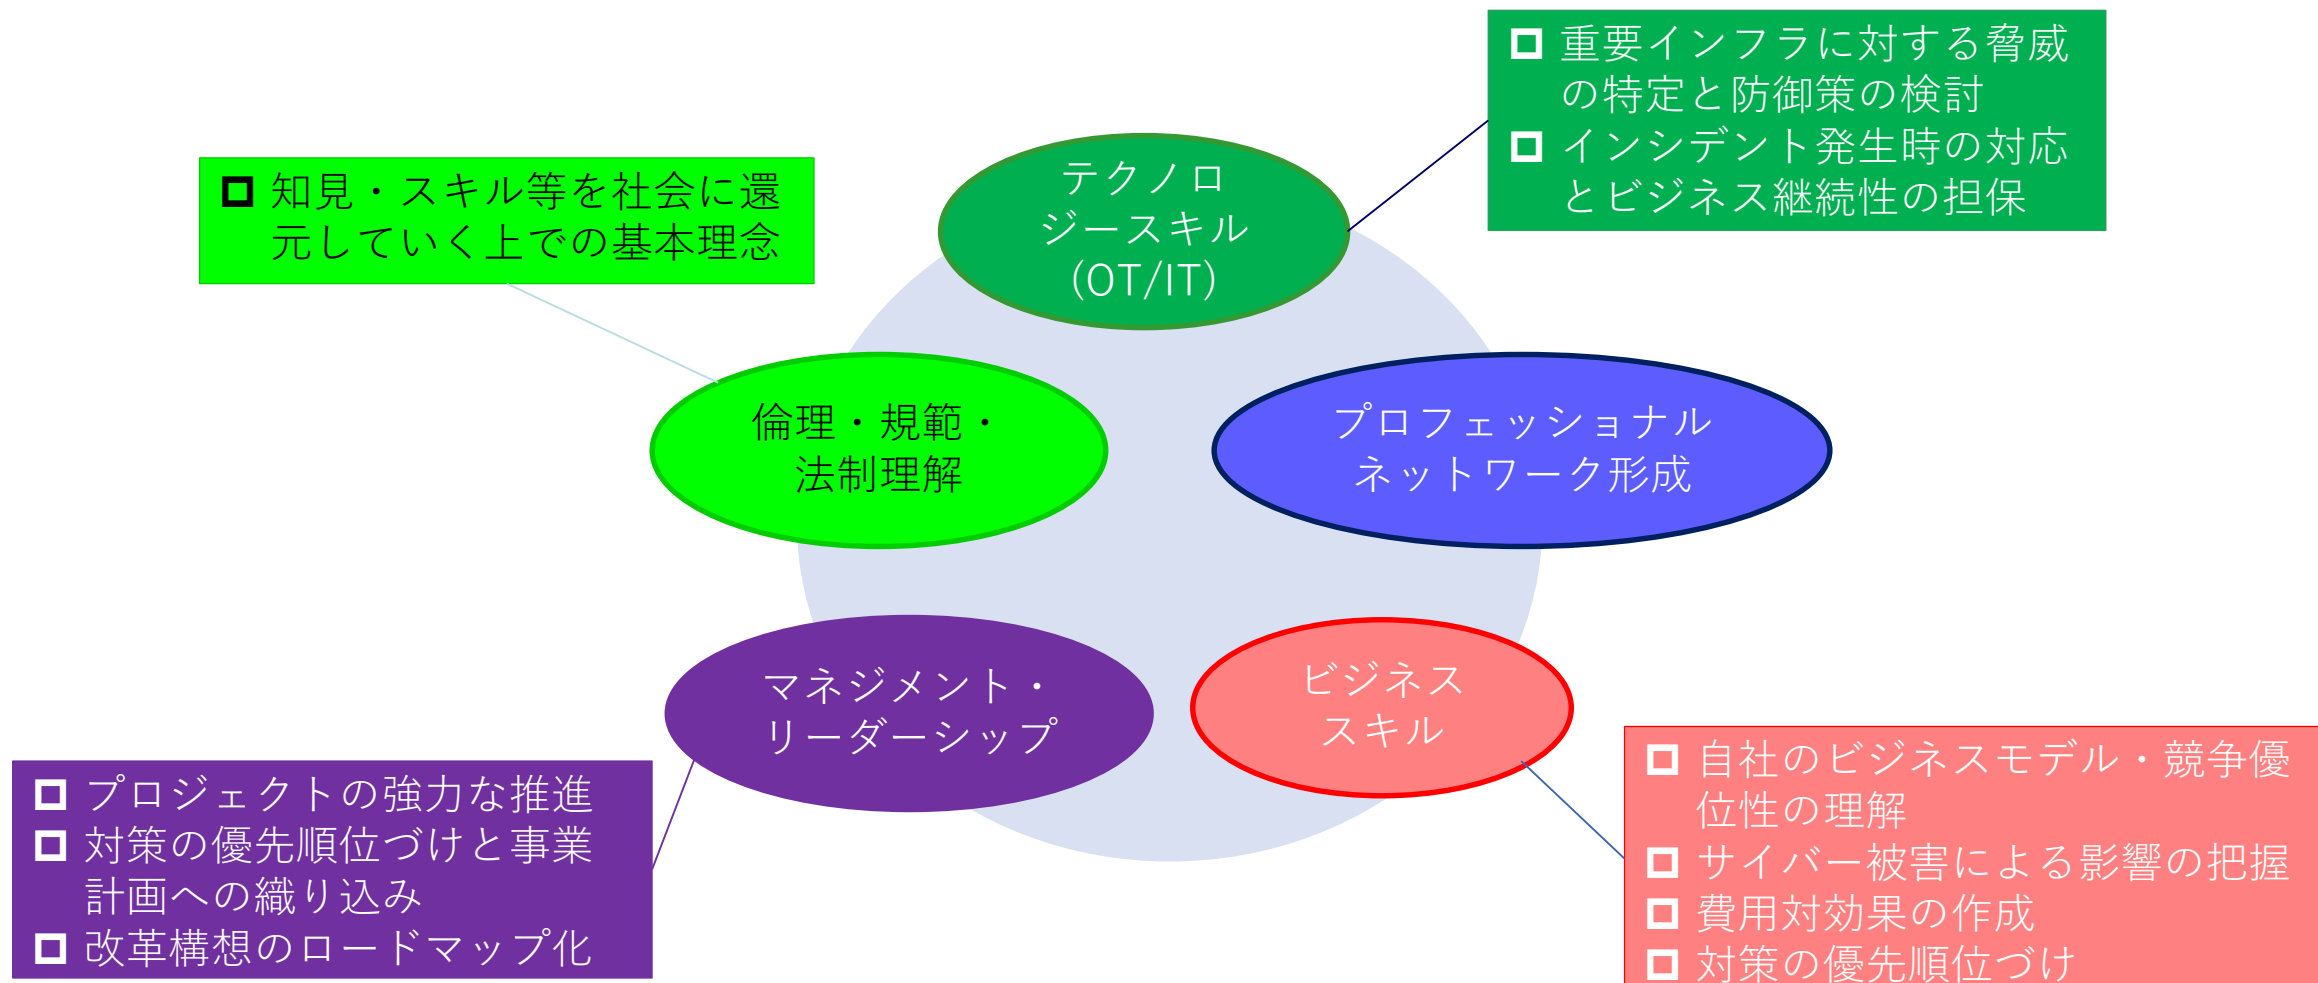 重要インフラに対する脅威
の特定と防御策の検討
インシデント発生時の対応
とビジネス継続性の担保
テクノロ
ジースキル
(OT/IT)
知見・スキル等を社会に還
元していく上での基本理念
倫理・規範・
法制理解
プロフェッショナル
ネットワーク形成
マネジメント・
リーダーシップ
ビジネス
スキル
プロジェクトの強力な推進
対策の優先順位づけと事業
計画への織り込み
改革構想のロードマップ化
自社のビジネスモデル・競争優
位性の理解
サイバー被害による影響の把握
費用対効果の作成
対策の優先順位づけ